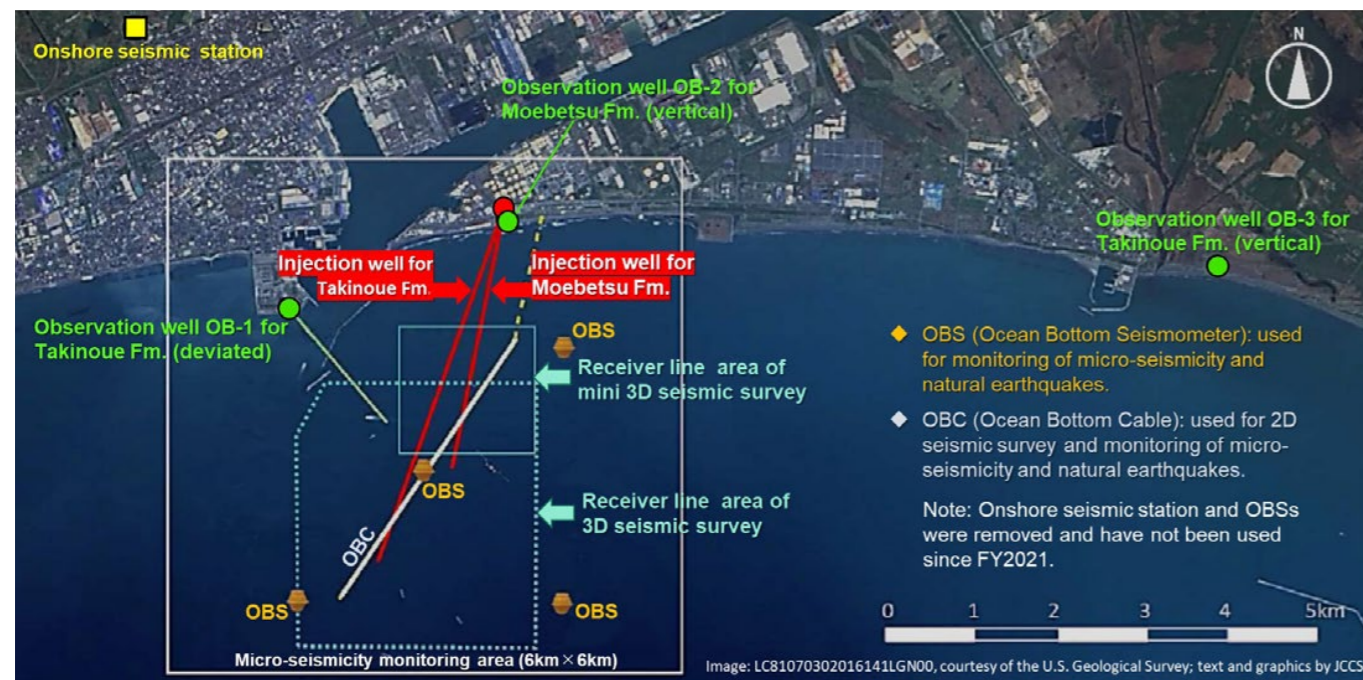 Onshore seismic station
N
Observation well OB-2 for
Moebetsu Fm. (vertical)
Observation well OB-3 for
Takinoue Fm. (vertical)
Injection well for
Takinoue Fm.
Injection well for
Moebetsu Fm.
Observation well OB-1 for
Takinoue Fm. (deviated)
OBS
Receiver line area of
mini 3D seismic survey
OBS
Receiver line area of
3D seismic survey
OBC
OBS
OBS
Micro-seismicity monitoring area (6km×6km)
◆ OBS (Ocean Bottom Seismometer): used
for monitoring of micro-seismicity and
natural earthquakes.
◆ OBC (Ocean Bottom Cable): used for 2D
seismic survey and monitoring of micro-
seismicity and natural earthquakes.
Note: Onshore seismic station and OBSs
were removed and have not been used
since FY2021.
0 1 2 3 4 5km
Image: LC81070302016141LGN00, courtesy of the U.S. Geological Survey; text and graphics by JCCS